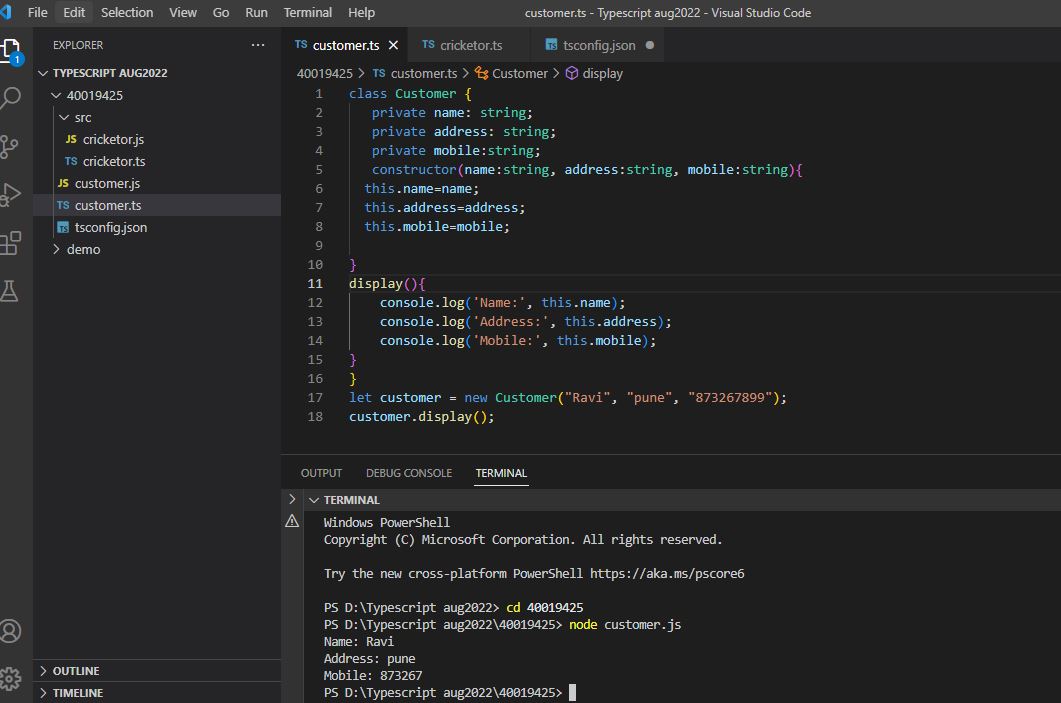 File Edit Selection View Go Run Terminal Help
customer.ts - Typescript aug2022 - Visual Studio Code
1
EXPLORER ...
TYPESCRIPT AUG2022
40019425
src
JS cricketor.js
TS cricketor.ts
JS customer.js
TS customer.ts
TS tsconfig.json
demo
OUTLINE
TIMELINE
TS customer.ts TS cricketor.ts TS tsconfig.json
40019425 > TS customer.ts > Customer > display
1 class Customer {
2 private name: string;
3 private address: string;
4 private mobile:string;
5 constructor(name:string, address:string, mobile:string){
6 this.name=name;
7 this.address=address;
8 this.mobile=mobile;
9
10 }
11 display(){
12 console.log('Name:', this.name);
13 console.log('Address:', this.address);
14 console.log('Mobile:', this.mobile);
15 }
16 }
17 let customer = new Customer("Ravi", "pune", "873267899");
18 customer.display();
OUTPUT DEBUG CONSOLE TERMINAL
TERMINAL
Windows PowerShell
Copyright (C) Microsoft Corporation. All rights reserved.
Try the new cross-platform PowerShell https://aka.ms/pscore6
PS D:\Typescript aug2022> cd 40019425
PS D:\Typescript aug2022\40019425> node customer.js
Name: Ravi
Address: pune
Mobile: 873267
PS D:\Typescript aug2022\40019425>